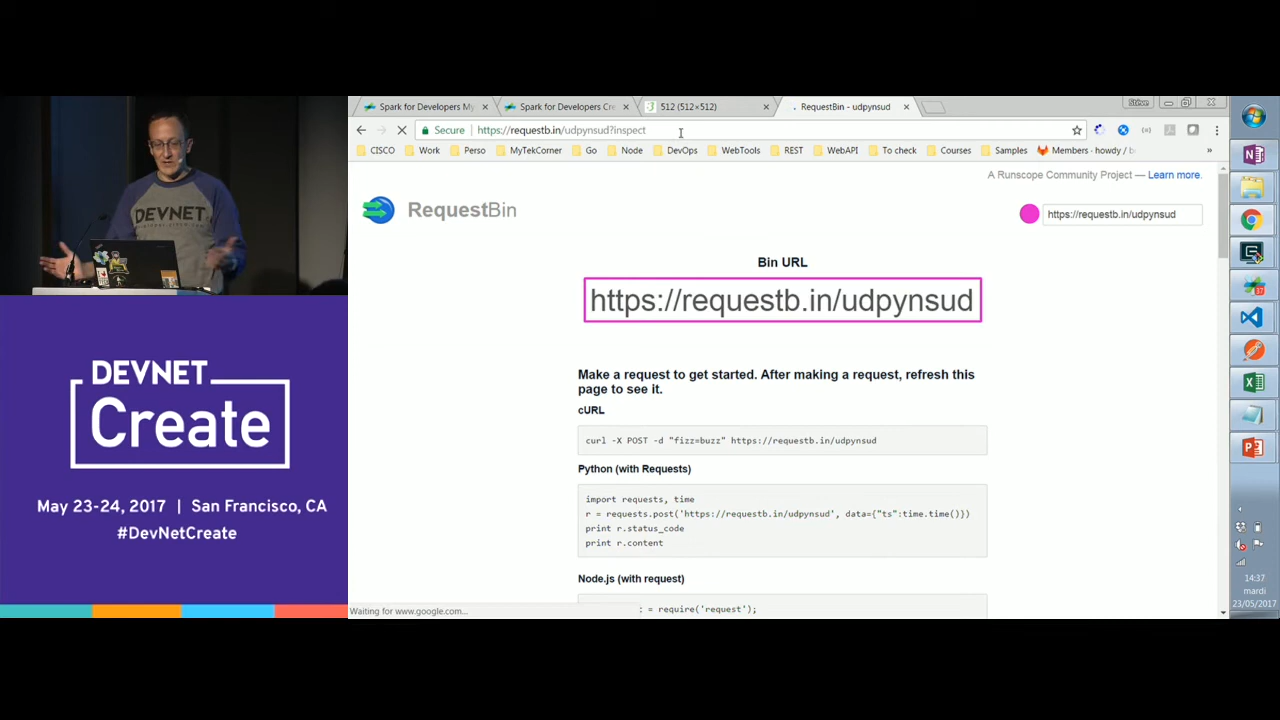 DEVNET
DEVNET
Create
May 23-24, 2017 | San Francisco, CA
#DevNetCreate
Spark for Developers My
Spark for Developers Cre
512 (512×512)
RequestBin - udpynsud
Stève
Secure
https://requestb.in/udpynsud?inspect
CISCO
Work
Perso
MyTekCorner
Go
Node
DevOps
WebTools
REST
WebAPI
To check
Courses
Samples
Members · howdy / b
»
A Runscope Community Project — Learn more.
RequestBin
https://requestb.in/udpynsud
Bin URL
https://requestb.in/udpynsud
Make a request to get started. After making a request, refresh this
page to see it.
cURL
curl -X POST -d "fizz=buzz" https://requestb.in/udpynsud
Python (with Requests)
import requests, time
r = requests.post('https://requestb.in/udpynsud', data={"ts":time.time()})
print r.status_code
print r.content
Node.js (with request)
: = require('request');
Waiting for www.google.com...
37
14:37
mardi
23/05/2017